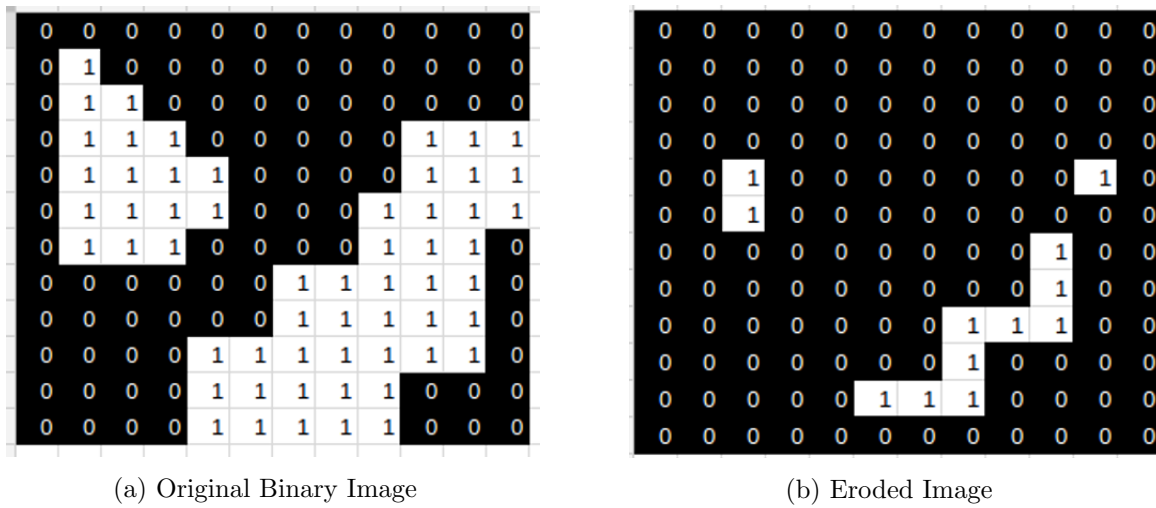 0 0 0 0 0 0 0 0 0 0 0 0
0 1 0 0 0 0 0 0 0 0 0 0
0 1 1 0 0 0 0 0 0 0 0 0
0 1 1 1 0 0 0 0 0 1 1 1
0 1 1 1 1 0 0 0 0 1 1 1
0 1 1 1 1 0 0 0 1 1 1 1
0 1 1 1 0 0 0 0 1 1 1 0
0 0 0 0 0 0 1 1 1 1 1 0
0 0 0 0 0 0 1 1 1 1 1 0
0 0 0 0 1 1 1 1 1 1 1 0
0 0 0 0 1 1 1 1 1 0 0 0
0 0 0 0 1 1 1 1 1 0 0 0
(a) Original Binary Image
0 0 0 0 0 0 0 0 0 0 0 0
0 0 0 0 0 0 0 0 0 0 0 0
0 0 0 0 0 0 0 0 0 0 0 0
0 0 0 0 0 0 0 0 0 0 0 0
0 0 1 0 0 0 0 0 0 0 1 0
0 0 1 0 0 0 0 0 0 0 0 0
0 0 0 0 0 0 0 0 0 1 0 0
0 0 0 0 0 0 0 0 0 1 0 0
0 0 0 0 0 0 0 1 1 1 0 0
0 0 0 0 0 0 0 1 0 0 0 0
0 0 0 0 0 1 1 1 0 0 0 0
0 0 0 0 0 0 0 0 0 0 0 0
(b) Eroded Image